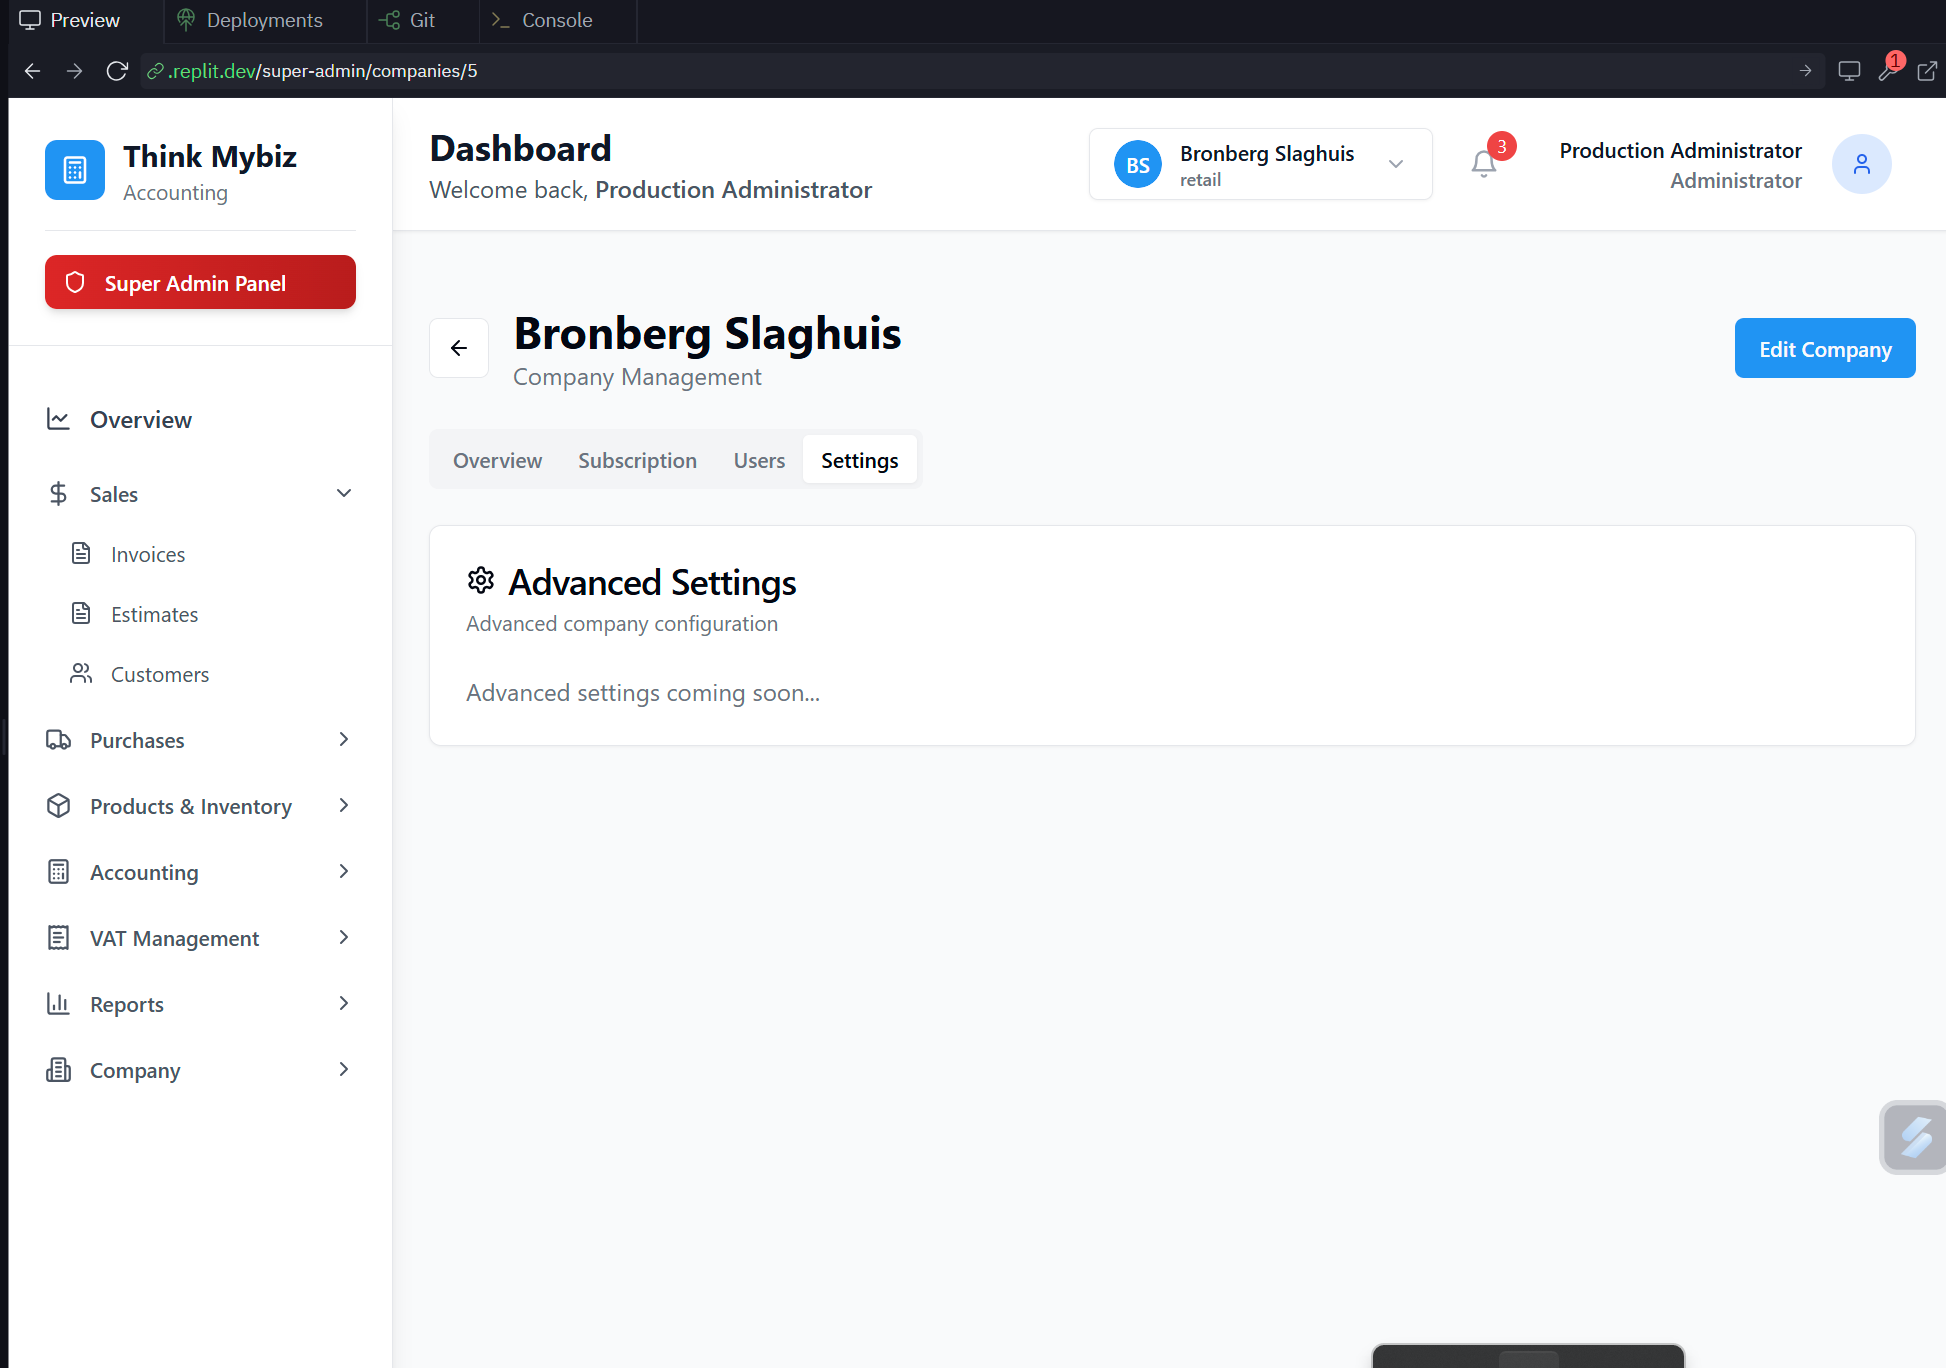 Preview
Deployments
Git
Console
.replit.dev/super-admin/companies/5
1
Think Mybiz
Accounting
Super Admin Panel
Overview
Sales
Invoices
Estimates
Customers
Purchases
Products & Inventory
Accounting
VAT Management
Reports
Company
Dashboard
Welcome back, Production Administrator
BS
Bronberg Slaghuis
retail
3
Production Administrator
Administrator
Bronberg Slaghuis
Company Management
Edit Company
Overview
Subscription
Users
Settings
Advanced Settings
Advanced company configuration
Advanced settings coming soon...